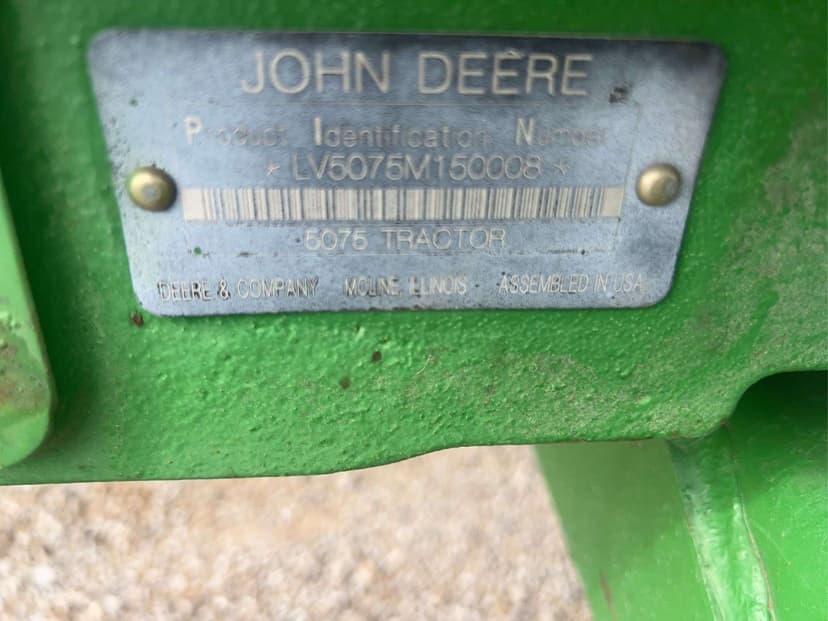 JOHN DEERE
Product Identification Number
* LV5075M150008 *
5075 TRACTOR
DEERE & COMPANY MOLINE, ILLINOIS ASSEMBLED IN USA